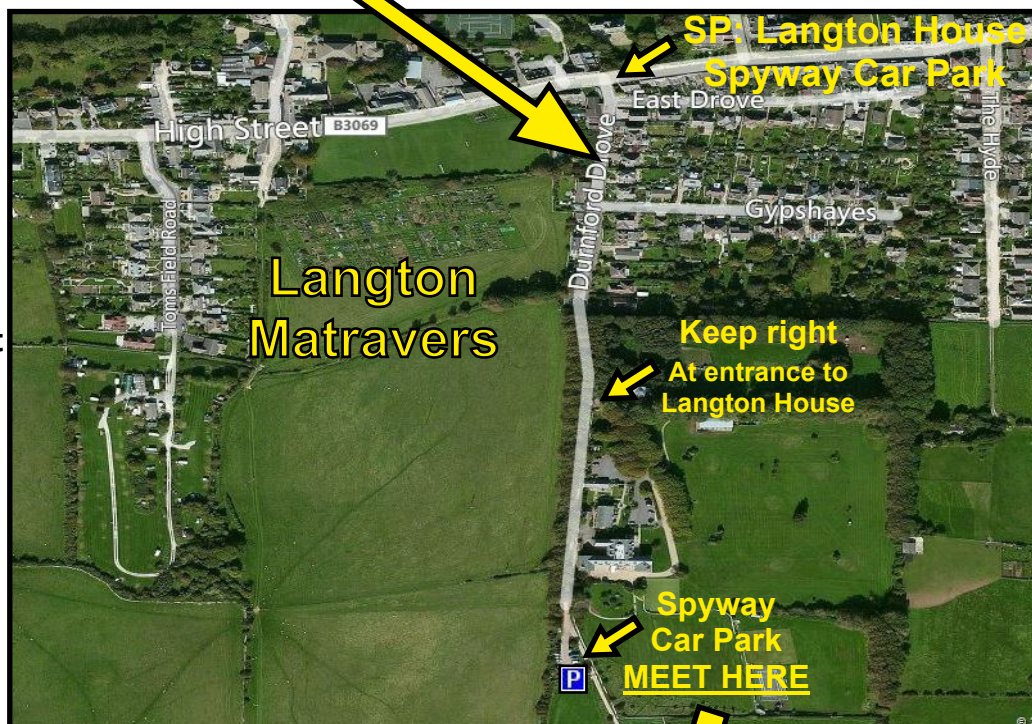 SP: Langton House
Spyway Car Park
East Drove
High Street B3069
The Hyde
Durnford Drove
Gypshayes
Toms Field Road
Langton
Matravers
Keep right
At entrance to
Langton House
Spyway
Car Park
MEET HERE
P
©